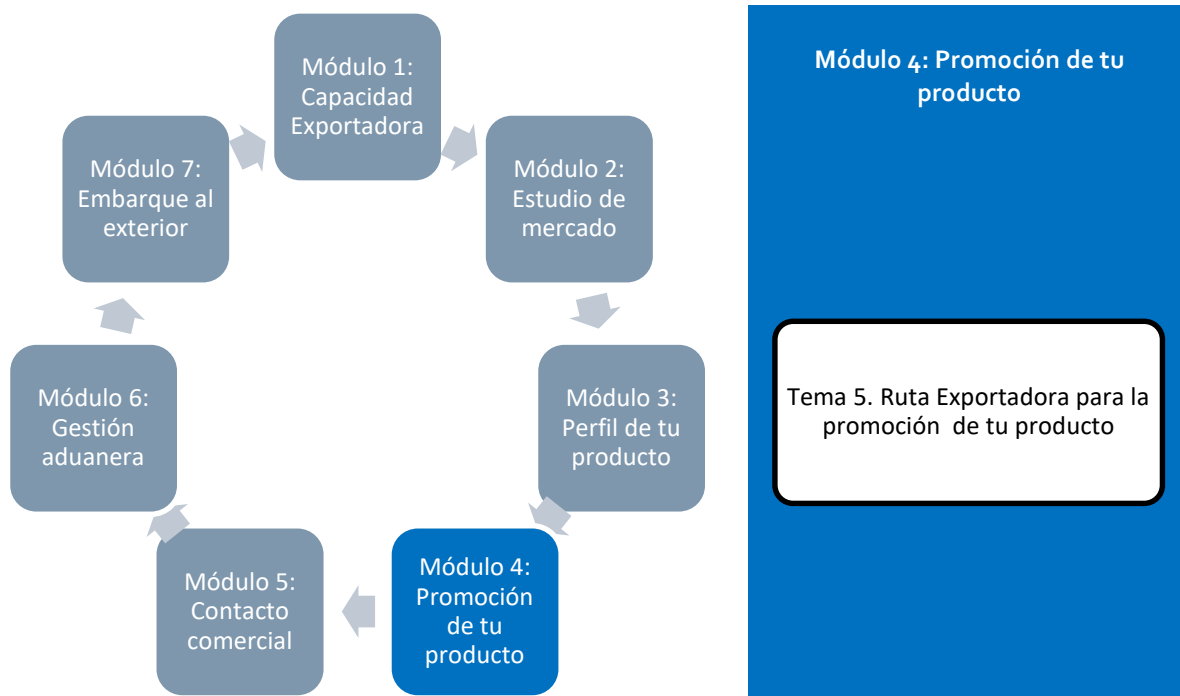 Módulo 1:
Capacidad
Exportadora
Módulo 2:
Estudio de
mercado
Módulo 3:
Perfil de tu
producto
Módulo 4:
Promoción
de tu
producto
Módulo 5:
Contacto
comercial
Módulo 6:
Gestión
aduanera
Módulo 7:
Embarque al
exterior
Módulo 4: Promoción de tu
producto
Tema 5. Ruta Exportadora para la
promoción de tu producto